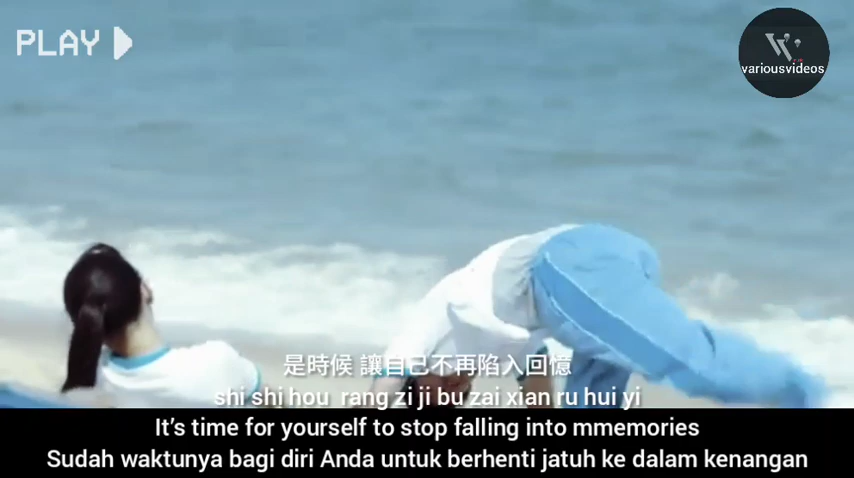 PLAY
variousvideos
是時候 讓自己不再陷入回憶
shi shi hou rang zi ji bu zai xian ru hui yi
It's time for yourself to stop falling into mmemories
Sudah waktunya bagi diri Anda untuk berhenti jatuh ke dalam kenangan